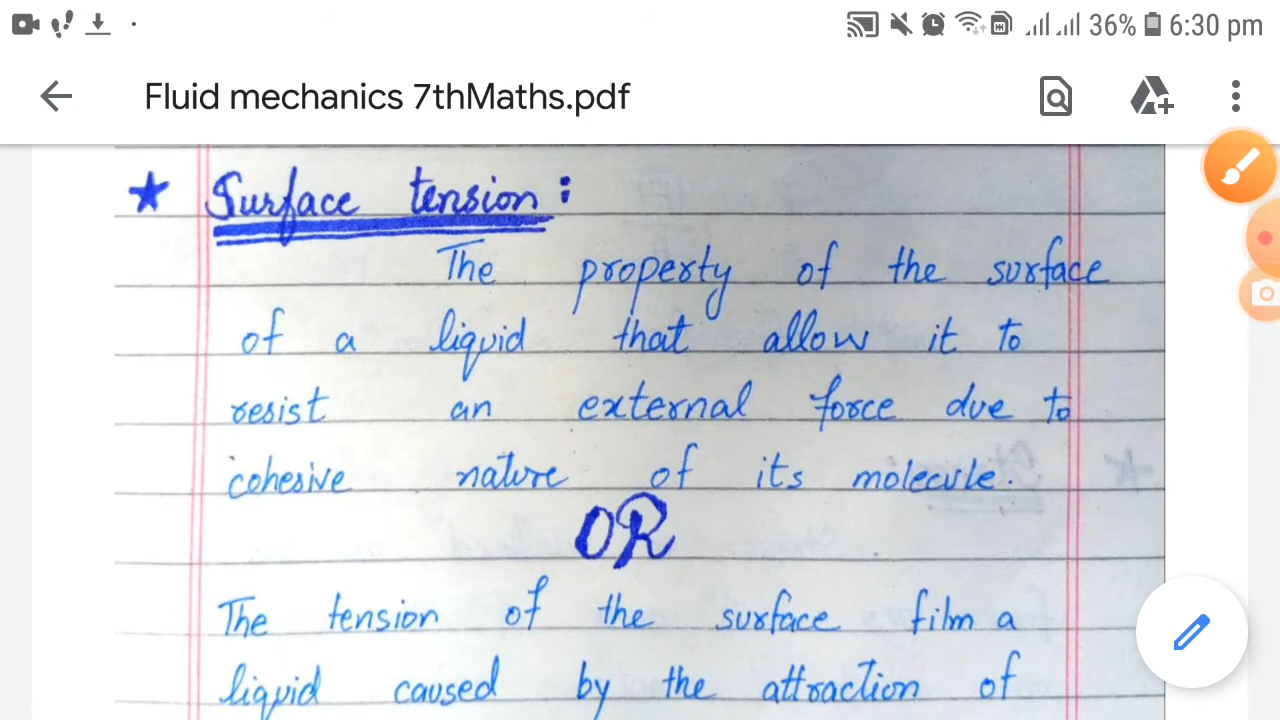 36% 6:30 pm
Fluid mechanics 7thMaths.pdf
★ Surface tension:
The property of the surface
of a liquid that allow it to
resist an external force due to
cohesive nature of its molecule.
OR
The tension of the surface film a
liquid caused by the attraction of